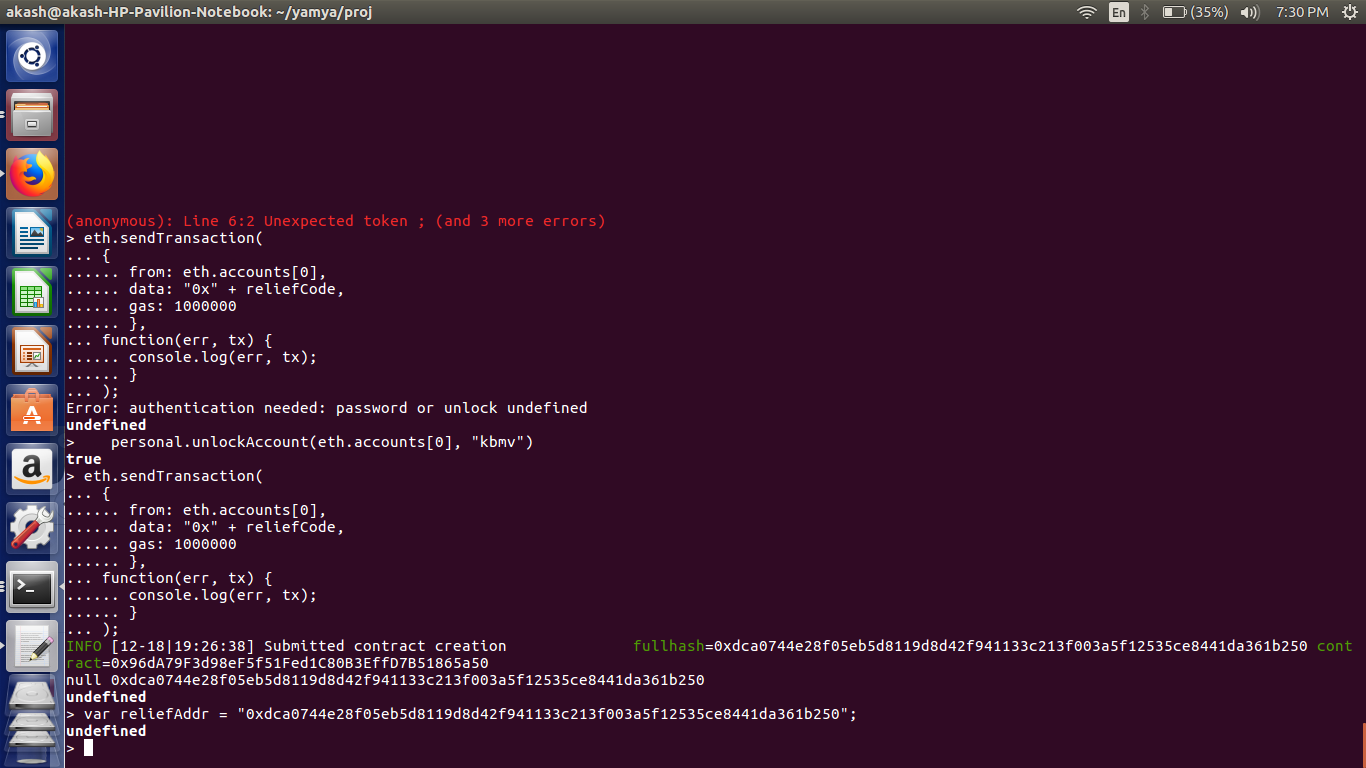 akash@akash-HP-Pavilion-Notebook: ~/yamya/proj En (35%) 7:30 PM
(anonymous): Line 6:2 Unexpected token ; (and 3 more errors)
> eth.sendTransaction(
... {
...... from: eth.accounts[0],
...... data: "0x" + reliefCode,
...... gas: 1000000
...... },
... function(err, tx) {
...... console.log(err, tx);
...... }
... );
Error: authentication needed: password or unlock undefined
undefined
>    personal.unlockAccount(eth.accounts[0], "kbmv")
true
> eth.sendTransaction(
... {
...... from: eth.accounts[0],
...... data: "0x" + reliefCode,
...... gas: 1000000
...... },
... function(err, tx) {
...... console.log(err, tx);
...... }
... );
INFO [12-18|19:26:38] Submitted contract creation              fullhash=0xdca0744e28f05eb5d8119d8d42f941133c213f003a5f12535ce8441da361b250 cont
ract=0x96dA79F3d98eF5f51Fed1C80B3EffD7B51865a50
null 0xdca0744e28f05eb5d8119d8d42f941133c213f003a5f12535ce8441da361b250
undefined
> var reliefAddr = "0xdca0744e28f05eb5d8119d8d42f941133c213f003a5f12535ce8441da361b250";
undefined
>